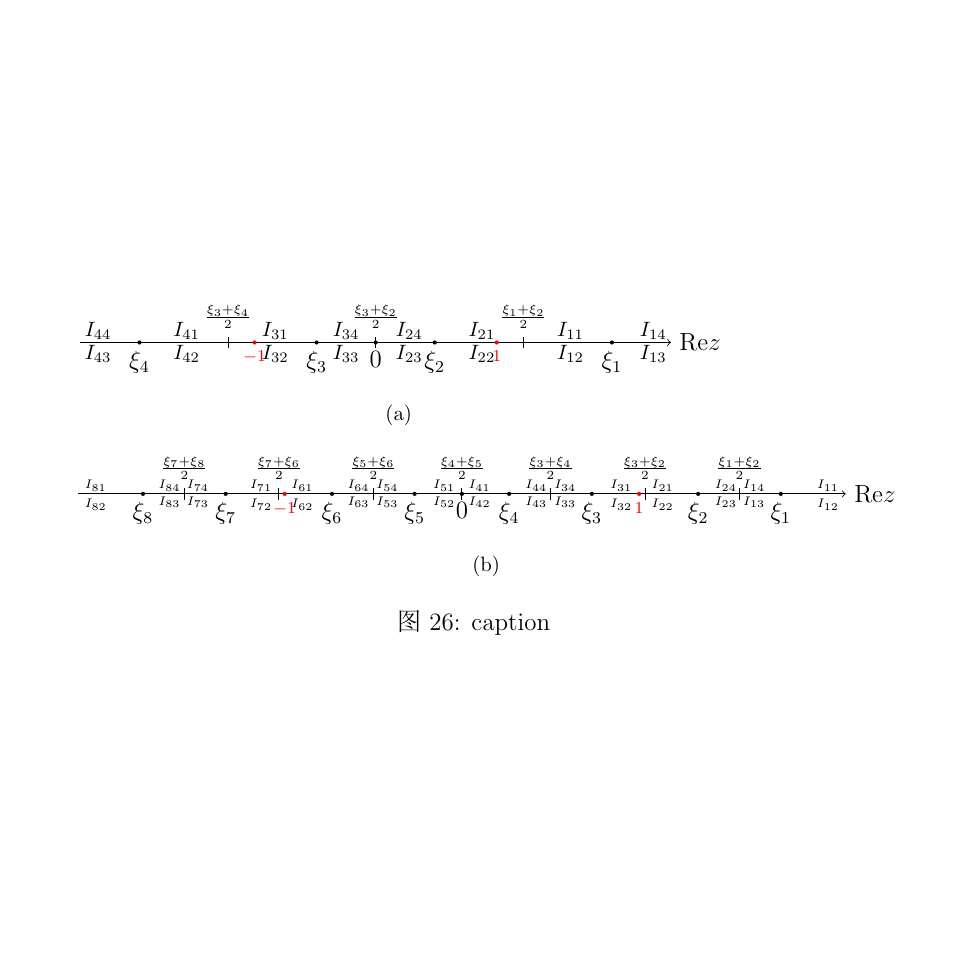 $\frac{\xi_3+\xi_4}{2}$ $\frac{\xi_3+\xi_2}{2}$ $\frac{\xi_1+\xi_2}{2}$
$I_{44}$ $I_{41}$ $I_{31}$ $I_{34}$ $I_{24}$ $I_{21}$ $I_{11}$ $I_{14}$
Re$z$
$I_{43}$ $I_{42}$ $-1$ $I_{32}$ $I_{33}$ $I_{23}$ $I_{22}$ $1$ $I_{12}$ $I_{13}$
$\xi_4$ $\xi_3$ $0$ $\xi_2$ $\xi_1$
(a)
$\frac{\xi_7+\xi_8}{2}$ $\frac{\xi_7+\xi_6}{2}$ $\frac{\xi_5+\xi_6}{2}$ $\frac{\xi_4+\xi_5}{2}$ $\frac{\xi_3+\xi_4}{2}$ $\frac{\xi_3+\xi_2}{2}$ $\frac{\xi_1+\xi_2}{2}$
$I_{81}$ $I_{84}$ $I_{74}$ $I_{71}$ $I_{61}$ $I_{64}$ $I_{54}$ $I_{51}$ $I_{41}$ $I_{44}$ $I_{34}$ $I_{31}$ $I_{21}$ $I_{24}$ $I_{14}$ $I_{11}$
Re$z$
$I_{82}$ $I_{83}$ $I_{73}$ $I_{72}$ $I_{62}$ $I_{63}$ $I_{53}$ $I_{52}$ $I_{42}$ $I_{43}$ $I_{33}$ $I_{32}$ $I_{22}$ $I_{23}$ $I_{13}$ $I_{12}$
$\xi_8$ $\xi_7$ $-1$ $\xi_6$ $\xi_5$ $0$ $\xi_4$ $\xi_3$ $1$ $\xi_2$ $\xi_1$
(b)
图 26: caption